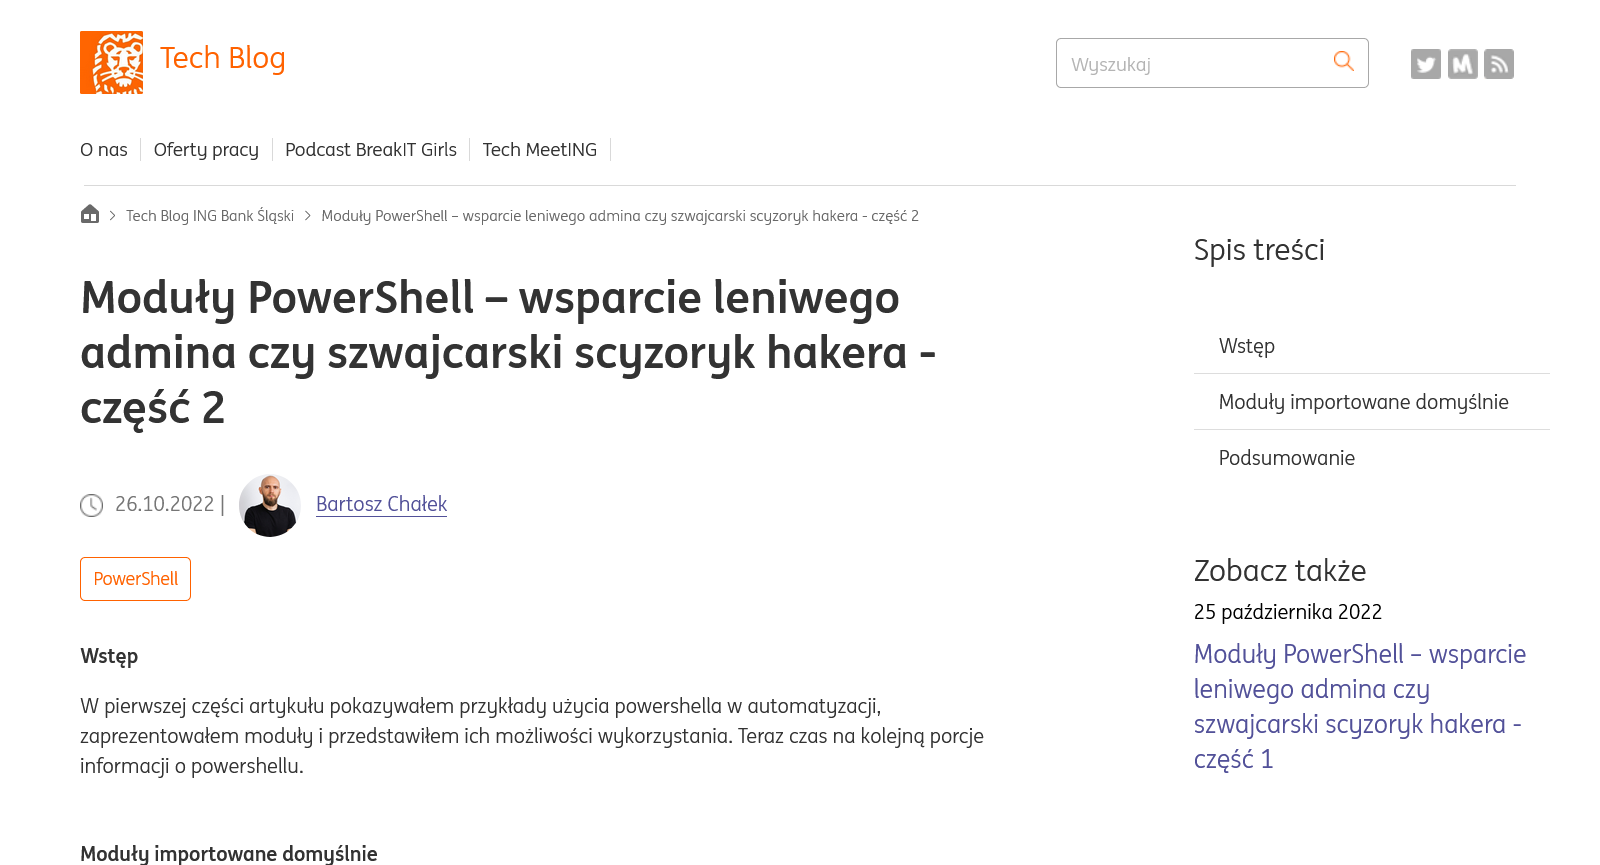 Tech Blog
Wyszukaj
O nas
Oferty pracy
Podcast BreakIT Girls
Tech MeetING
Tech Blog ING Bank Śląski
Moduły PowerShell – wsparcie leniwego admina czy szwajcarski scyzoryk hakera - część 2
Moduły PowerShell – wsparcie leniwego
admina czy szwajcarski scyzoryk hakera -
część 2
26.10.2022 |
Bartosz Chałek
PowerShell
Wstęp
W pierwszej części artykułu pokazywałem przykłady użycia powershella w automatyzacji,
zaprezentowałem moduły i przedstawiłem ich możliwości wykorzystania. Teraz czas na kolejną porcje
informacji o powershellu.
Moduły importowane domyślnie
Spis treści
Wstęp
Moduły importowane domyślnie
Podsumowanie
Zobacz także
25 października 2022
Moduły PowerShell – wsparcie
leniwego admina czy
szwajcarski scyzoryk hakera -
część 1